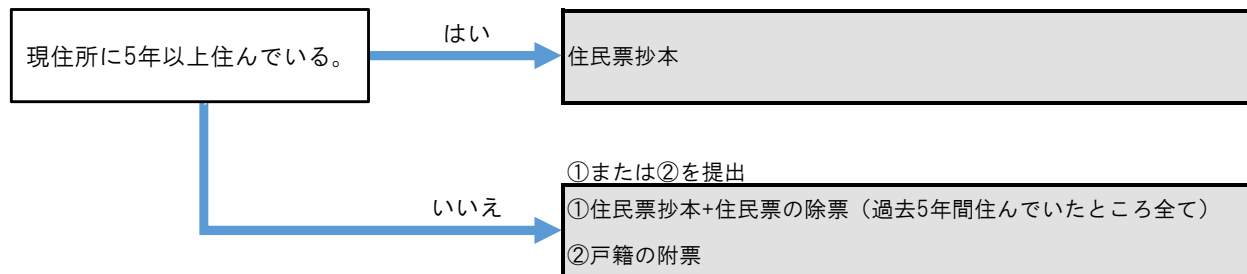 現住所に5年以上住んでいる。
はい
住民票抄本
いいえ
①または②を提出
①住民票抄本+住民票の除票（過去5年間住んでいたところ全て）
②戸籍の附票